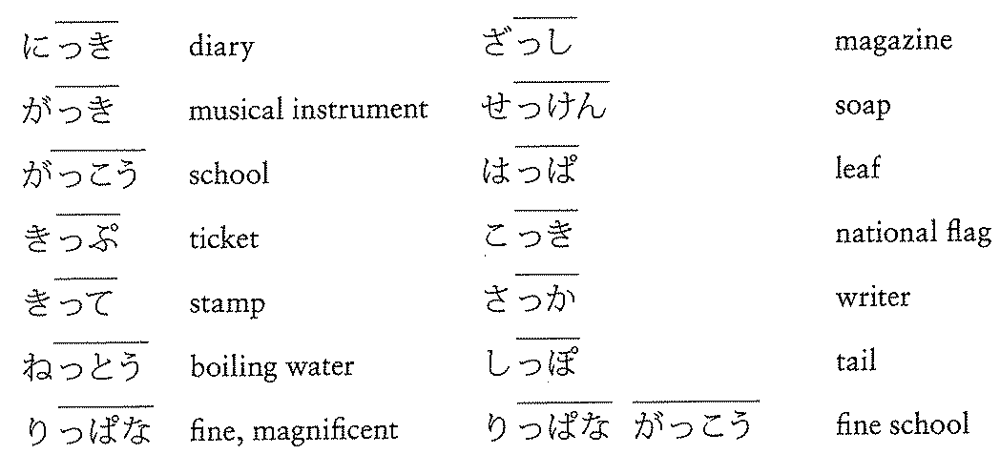 にっき diary ざっし magazine
がっき musical instrument せっけん soap
がっこう school はっぱ leaf
きっぷ ticket こっき national flag
きって stamp さっか writer
ねっとう boiling water しっぽ tail
りっぱな fine, magnificent りっぱな がっこう fine school